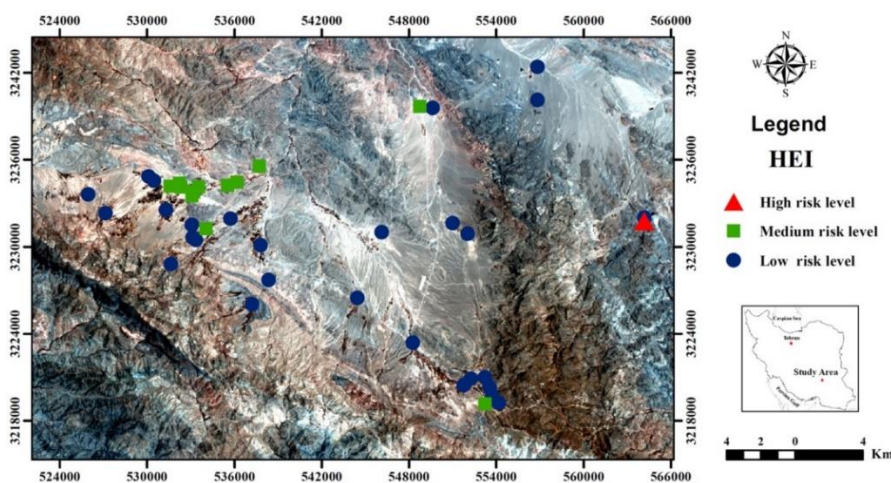 524000 530000 536000 542000 548000 554000 560000 566000
3242000 3242000
3236000 3236000
3230000 3230000
3224000 3224000
3218000 3218000
524000 530000 536000 542000 548000 554000 560000 566000
N
W E
S
Legend
HEI
High risk level
Medium risk level
Low risk level
Caspian Sea
Tehran
Study Area
Persian Gulf
4 2 0 4
Km